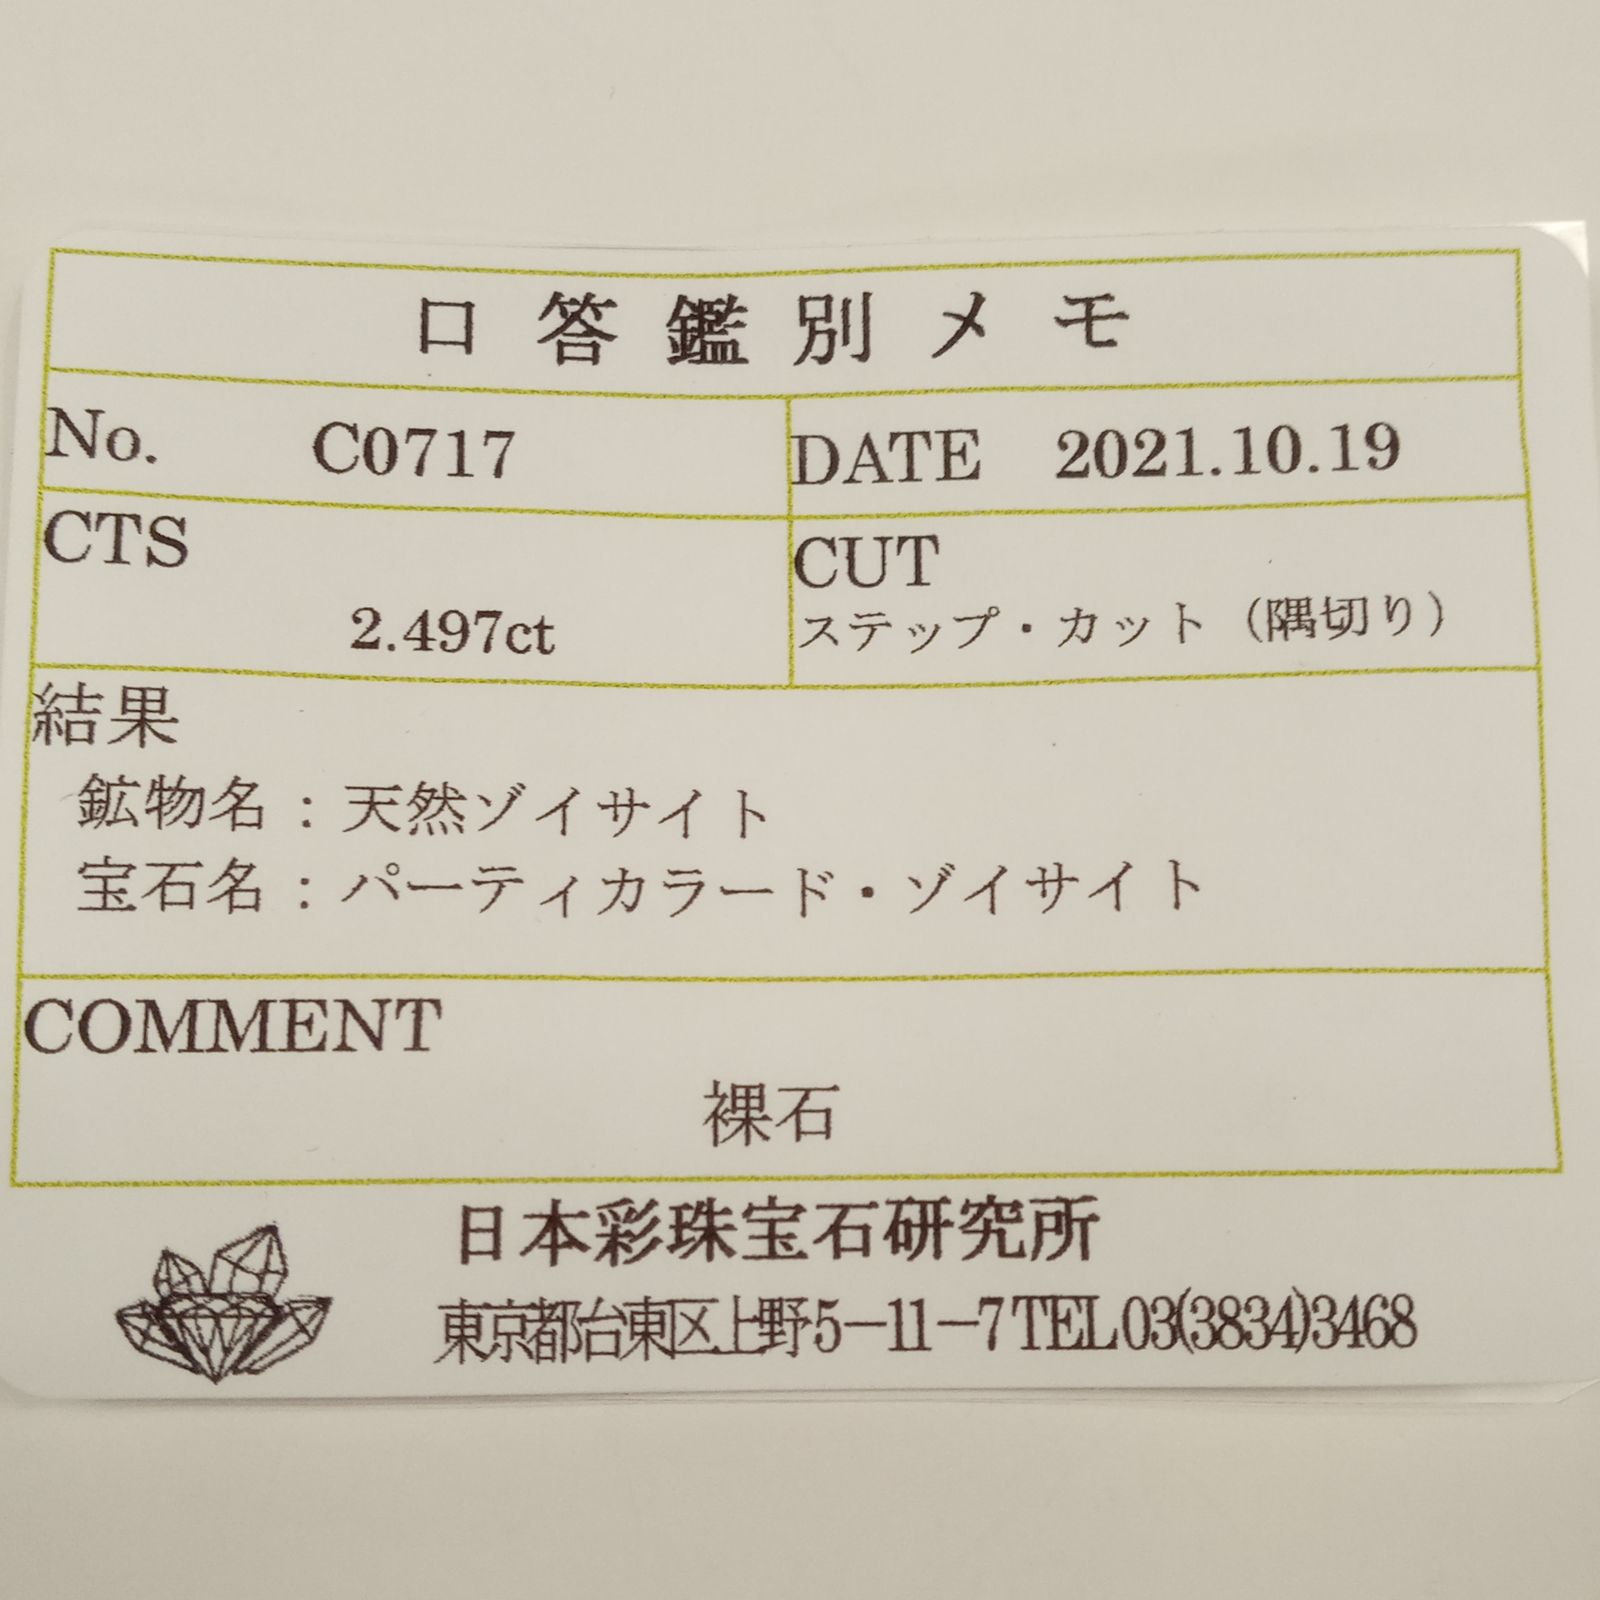 口答鑑別メモ
No. C0717
DATE 2021.10.19
CTS
2.497ct
CUT
ステップ・カット（隅切り）
結果
鉱物名：天然ゾイサイト
宝石名：パーティカラード・ゾイサイト
COMMENT
裸石
日本彩珠宝石研究所
東京都台東区上野5－11－7 TEL 03(3834)3468